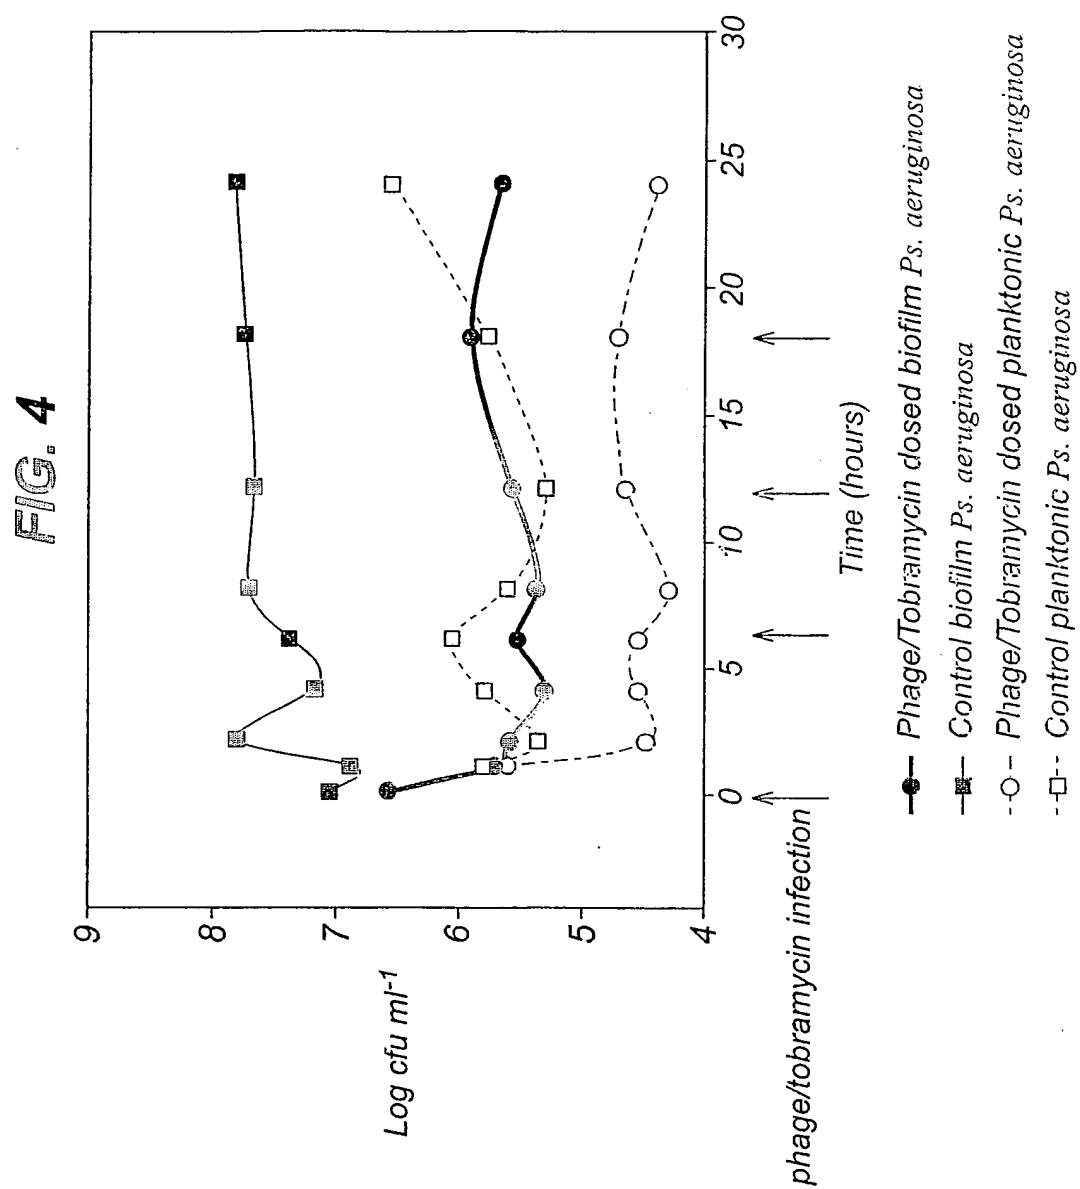 FIG. 4
Log cfu ml-1
9
8
7
6
5
4
0
5
10
15
20
25
30
Time (hours)
phage/tobramycin infection
Phage/Tobramycin dosed biofilm Ps. aeruginosa
Control biofilm Ps. aeruginosa
Phage/Tobramycin dosed planktonic Ps. aeruginosa
Control planktonic Ps. aeruginosa